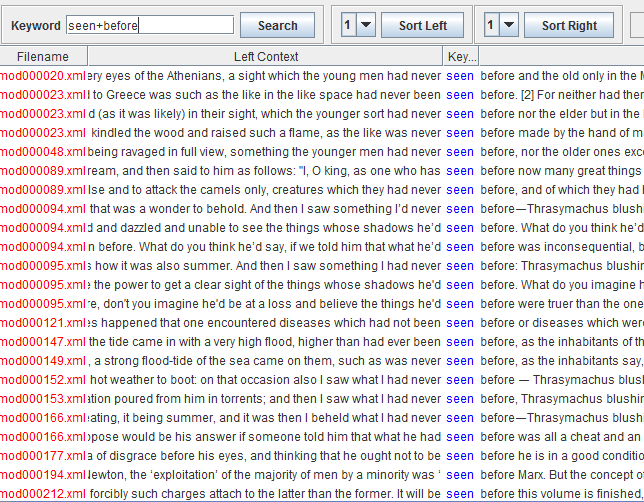 Keyword seen+before Search 1 Sort Left 1 Sort Right
Filename Left Context Key...
mod000020.xml ery eyes of the Athenians, a sight which the young men had never seen before and the old only in the
mod000023.xml to Greece was such as the like in the like space had never been seen before. [2] For neither had ther
mod000023.xml d (as it was likely) in their sight, which the younger sort had never seen before nor the elder but in the
mod000023.xml kindled the wood and raised such a flame, as the like was never seen before made by the hand of m
mod000048.xml being ravaged in full view, something the younger men had never seen before, nor the older ones exce
mod000089.xml ream, and then said to him as follows: "I, O king, as one who has seen before now many great things
mod000089.xml lse and to attack the camels only, creatures which they had never seen before, and of which they had
mod000094.xml that was a wonder to behold. And then I saw something I'd never seen before—Thrasymachus blushin
mod000094.xml d and dazzled and unable to see the things whose shadows he'd seen before. What do you think he'd
mod000094.xml n before. What do you think he'd say, if we told him that what he'd seen before was inconsequential, b
mod000095.xml s how it was also summer. And then I saw something I had never seen before: Thrasymachus blushin
mod000095.xml the power to get a clear sight of the things whose shadows he'd seen before. What do you imagine h
mod000095.xml re, don't you imagine he'd be at a loss and believe the things he'd seen before were truer than the one
mod000121.xml s happened that one encountered diseases which had not been seen before or diseases which were
mod000147.xml the tide came in with a very high flood, higher than had ever been seen before, as the inhabitants of th
mod000149.xml , a strong flood-tide of the sea came on them, such as was never seen before, as the inhabitants say,
mod000152.xml hot weather to boot: on that occasion also I saw what I had never seen before — Thrasymachus blush
mod000153.xml ation poured from him in torrents; and then I saw what I had never seen before, Thrasymachus blushing
mod000166.xml ating, it being summer, and it was then I beheld what I had never seen before—Thrasymachus blushin
mod000166.xml pose would be his answer if someone told him that what he had seen before was all a cheat and an
mod000177.xml a of disgrace before his eyes, and thinking that he ought not to be seen before he is in a good conditio
mod000194.xml lewton, the 'exploitation' of the majority of men by a minority was ' seen before Marx. But the concept of
mod000212.xml forcibly such charges attach to the latter than the former. It will be seen before this volume is finishe